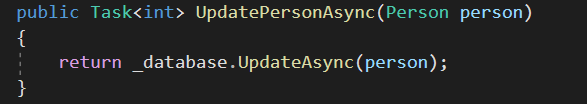 public Task<int> UpdatePersonAsync(Person person)
{
    return _database.UpdateAsync(person);
}